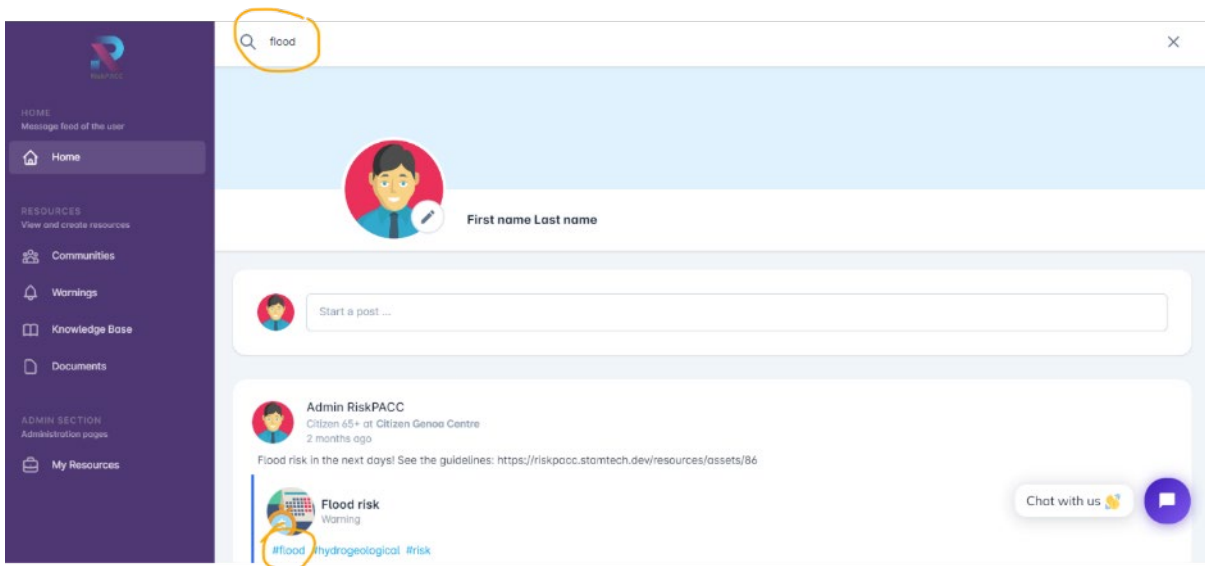 flood
RISKPACC
HOME
Message feed of the user
Home
RESOURCES
View and create resources
Communities
Warnings
Knowledge Base
Documents
ADMIN SECTION
Administration pages
My Resources
First name Last name
Start a post ...
Admin RiskPACC
Citizen 65+ at Citizen Genoa Centre
2 months ago
Flood risk in the next days! See the guidelines: https://riskpacc.stamtech.dev/resources/assets/86
Flood risk
Warning
#flood #hydrogeological #risk
Chat with us 👋